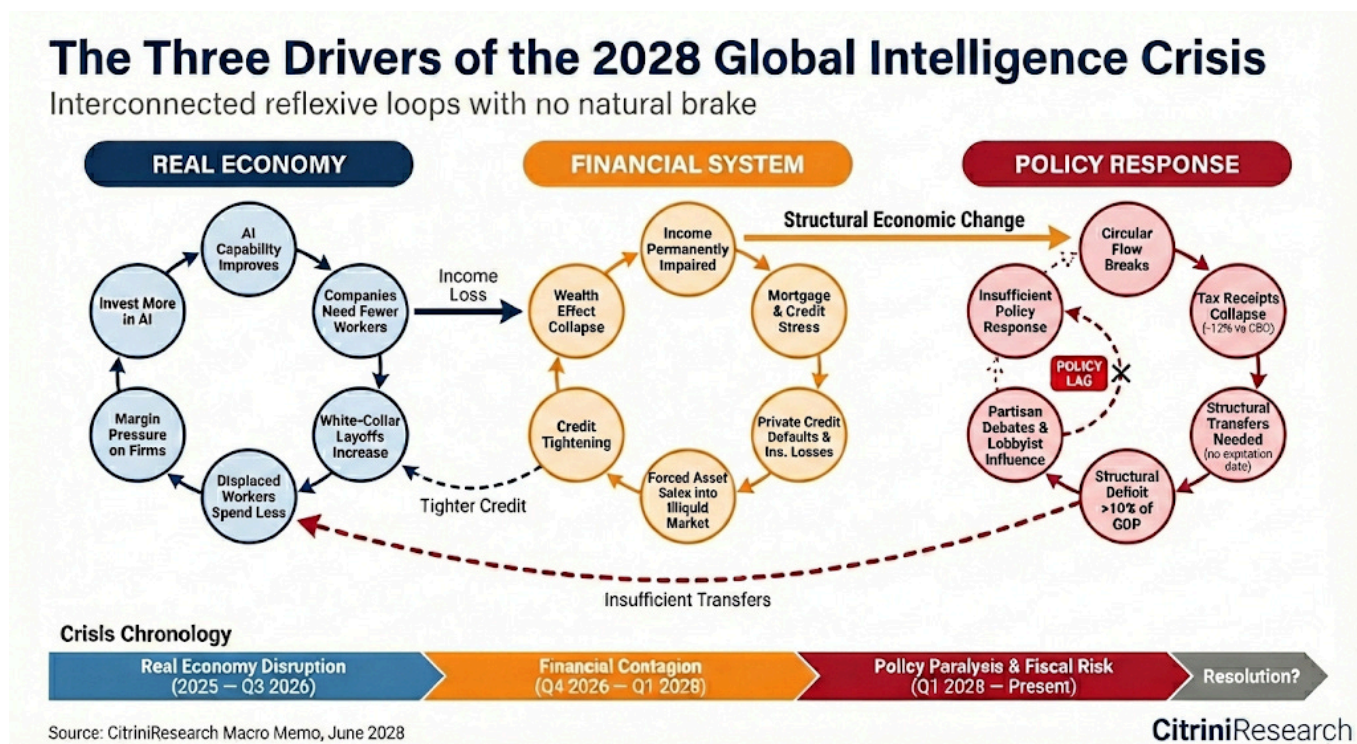 The Three Drivers of the 2028 Global Intelligence Crisis
Interconnected reflexive loops with no natural brake
REAL ECONOMY
AI
Capability
Improves
Companies
Need Fewer
Workers
White-Collar
Layoffs
Increase
Displaced
Workers
Spend Less
Margin
Pressure
on Firms
Invest More
in AI
Income
Loss
FINANCIAL SYSTEM
Income
Permanently
Impaired
Mortgage
& Credit
Stress
Private Credit
Defaults &
Ins. Losses
Forced Asset
Salex into
Illiquid
Market
Credit
Tightening
Wealth
Effect
Collapse
Tighter Credit
Structural Economic Change
POLICY RESPONSE
Circular
Flow
Breaks
Tax Receipts
Collapse
(-12% vs CBO)
Structural
Transfers
Needed
(no expitation
date)
Structural
Deficit
>10% of
GOP
Partisan
Debates &
Lobbyist
Influence
Insufficient
Policy
Response
POLICY
LAG
Insufficient Transfers
Crisis Chronology
Real Economy Disruption
(2025 — Q3 2026)
Financial Contagion
(Q4 2026 — Q1 2028)
Policy Paralysis & Fiscal Risk
(Q1 2028 — Present)
Resolution?
Source: CitriniResearch Macro Memo, June 2028
CitriniResearch